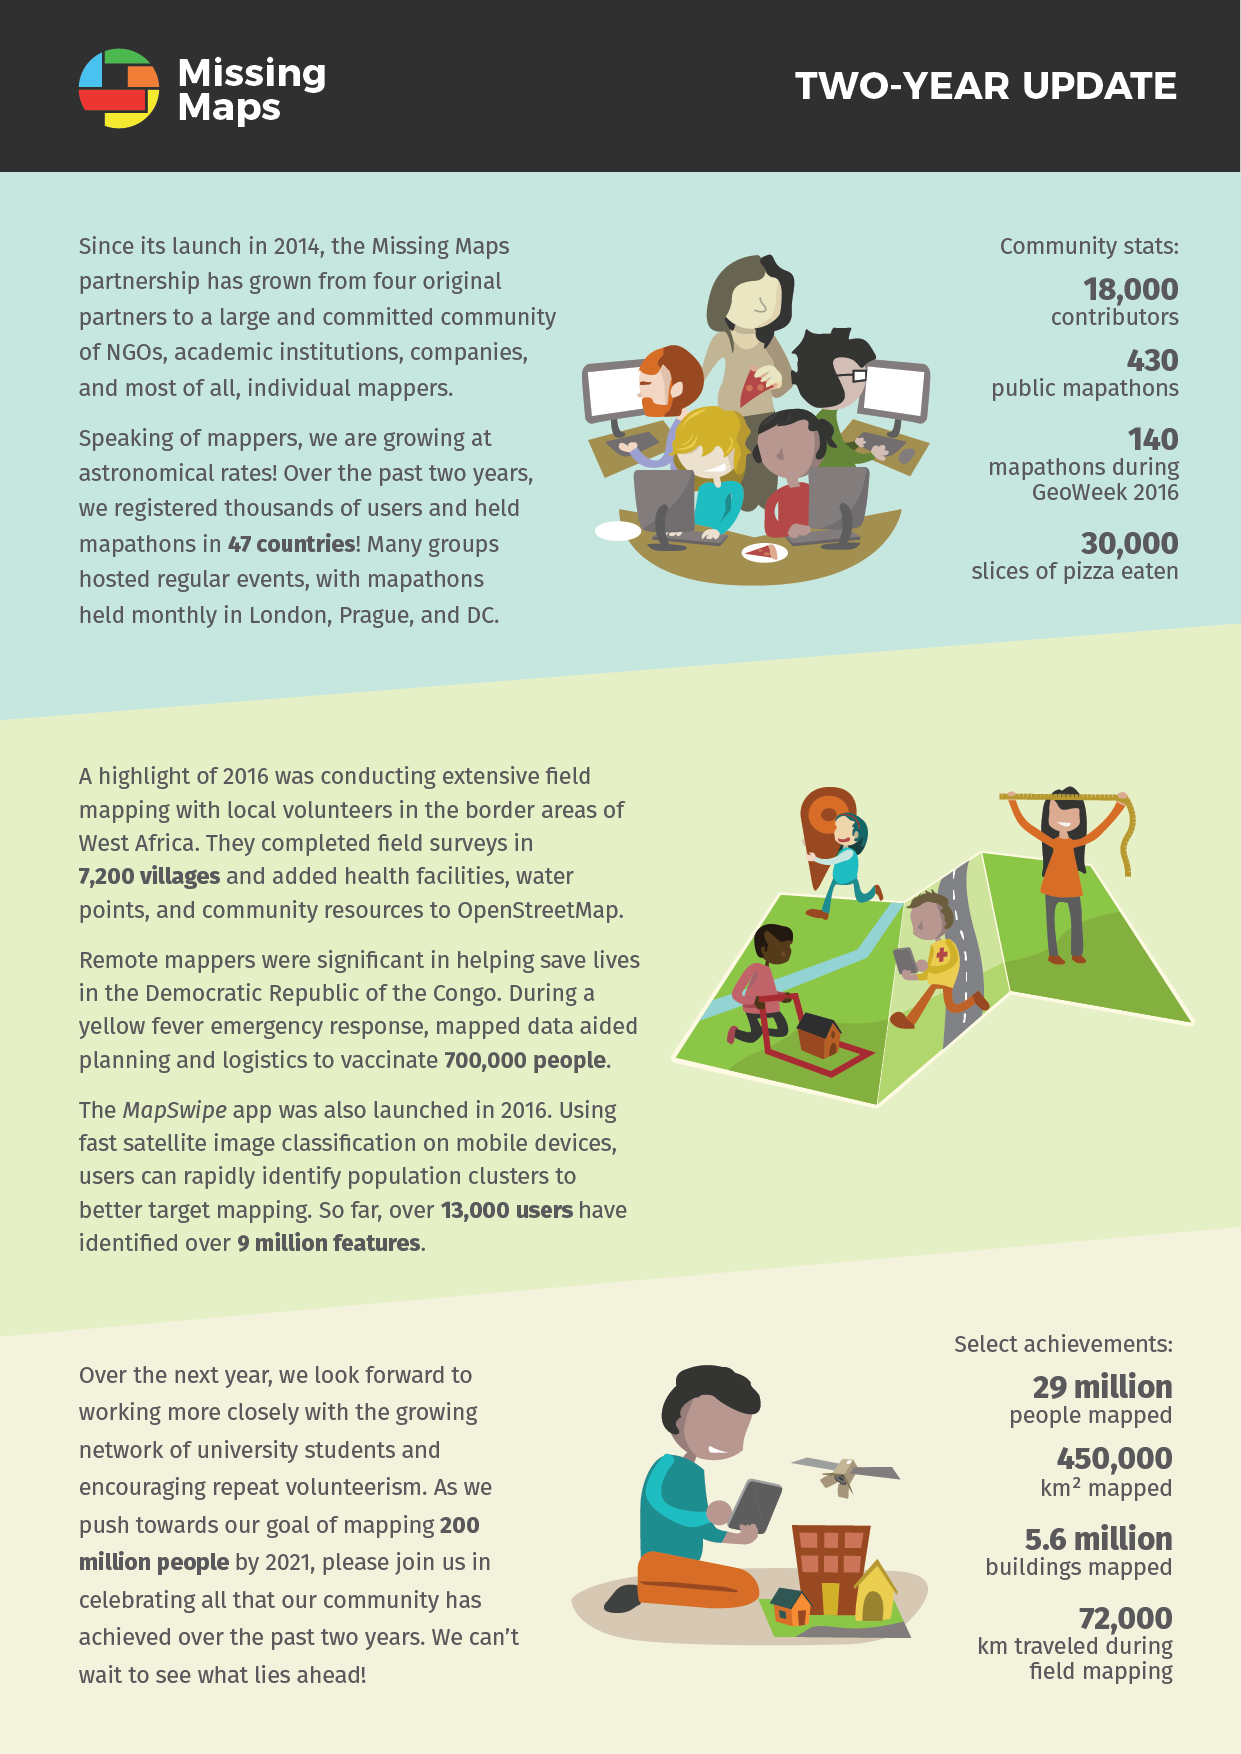 Missing
Maps
TWO-YEAR UPDATE
Since its launch in 2014, the Missing Maps
partnership has grown from four original
partners to a large and committed community
of NGOs, academic institutions, companies,
and most of all, individual mappers.
Speaking of mappers, we are growing at
astronomical rates! Over the past two years,
we registered thousands of users and held
mapathons in 47 countries! Many groups
hosted regular events, with mapathons
held monthly in London, Prague, and DC.
Community stats:
18,000
contributors
430
public mapathons
140
mapathons during
GeoWeek 2016
30,000
slices of pizza eaten
A highlight of 2016 was conducting extensive field
mapping with local volunteers in the border areas of
West Africa. They completed field surveys in
7,200 villages and added health facilities, water
points, and community resources to OpenStreetMap.
Remote mappers were significant in helping save lives
in the Democratic Republic of the Congo. During a
yellow fever emergency response, mapped data aided
planning and logistics to vaccinate 700,000 people.
The MapSwipe app was also launched in 2016. Using
fast satellite image classification on mobile devices,
users can rapidly identify population clusters to
better target mapping. So far, over 13,000 users have
identified over 9 million features.
Over the next year, we look forward to
working more closely with the growing
network of university students and
encouraging repeat volunteerism. As we
push towards our goal of mapping 200
million people by 2021, please join us in
celebrating all that our community has
achieved over the past two years. We can't
wait to see what lies ahead!
Select achievements:
29 million
people mapped
450,000
km² mapped
5.6 million
buildings mapped
72,000
km traveled during
field mapping